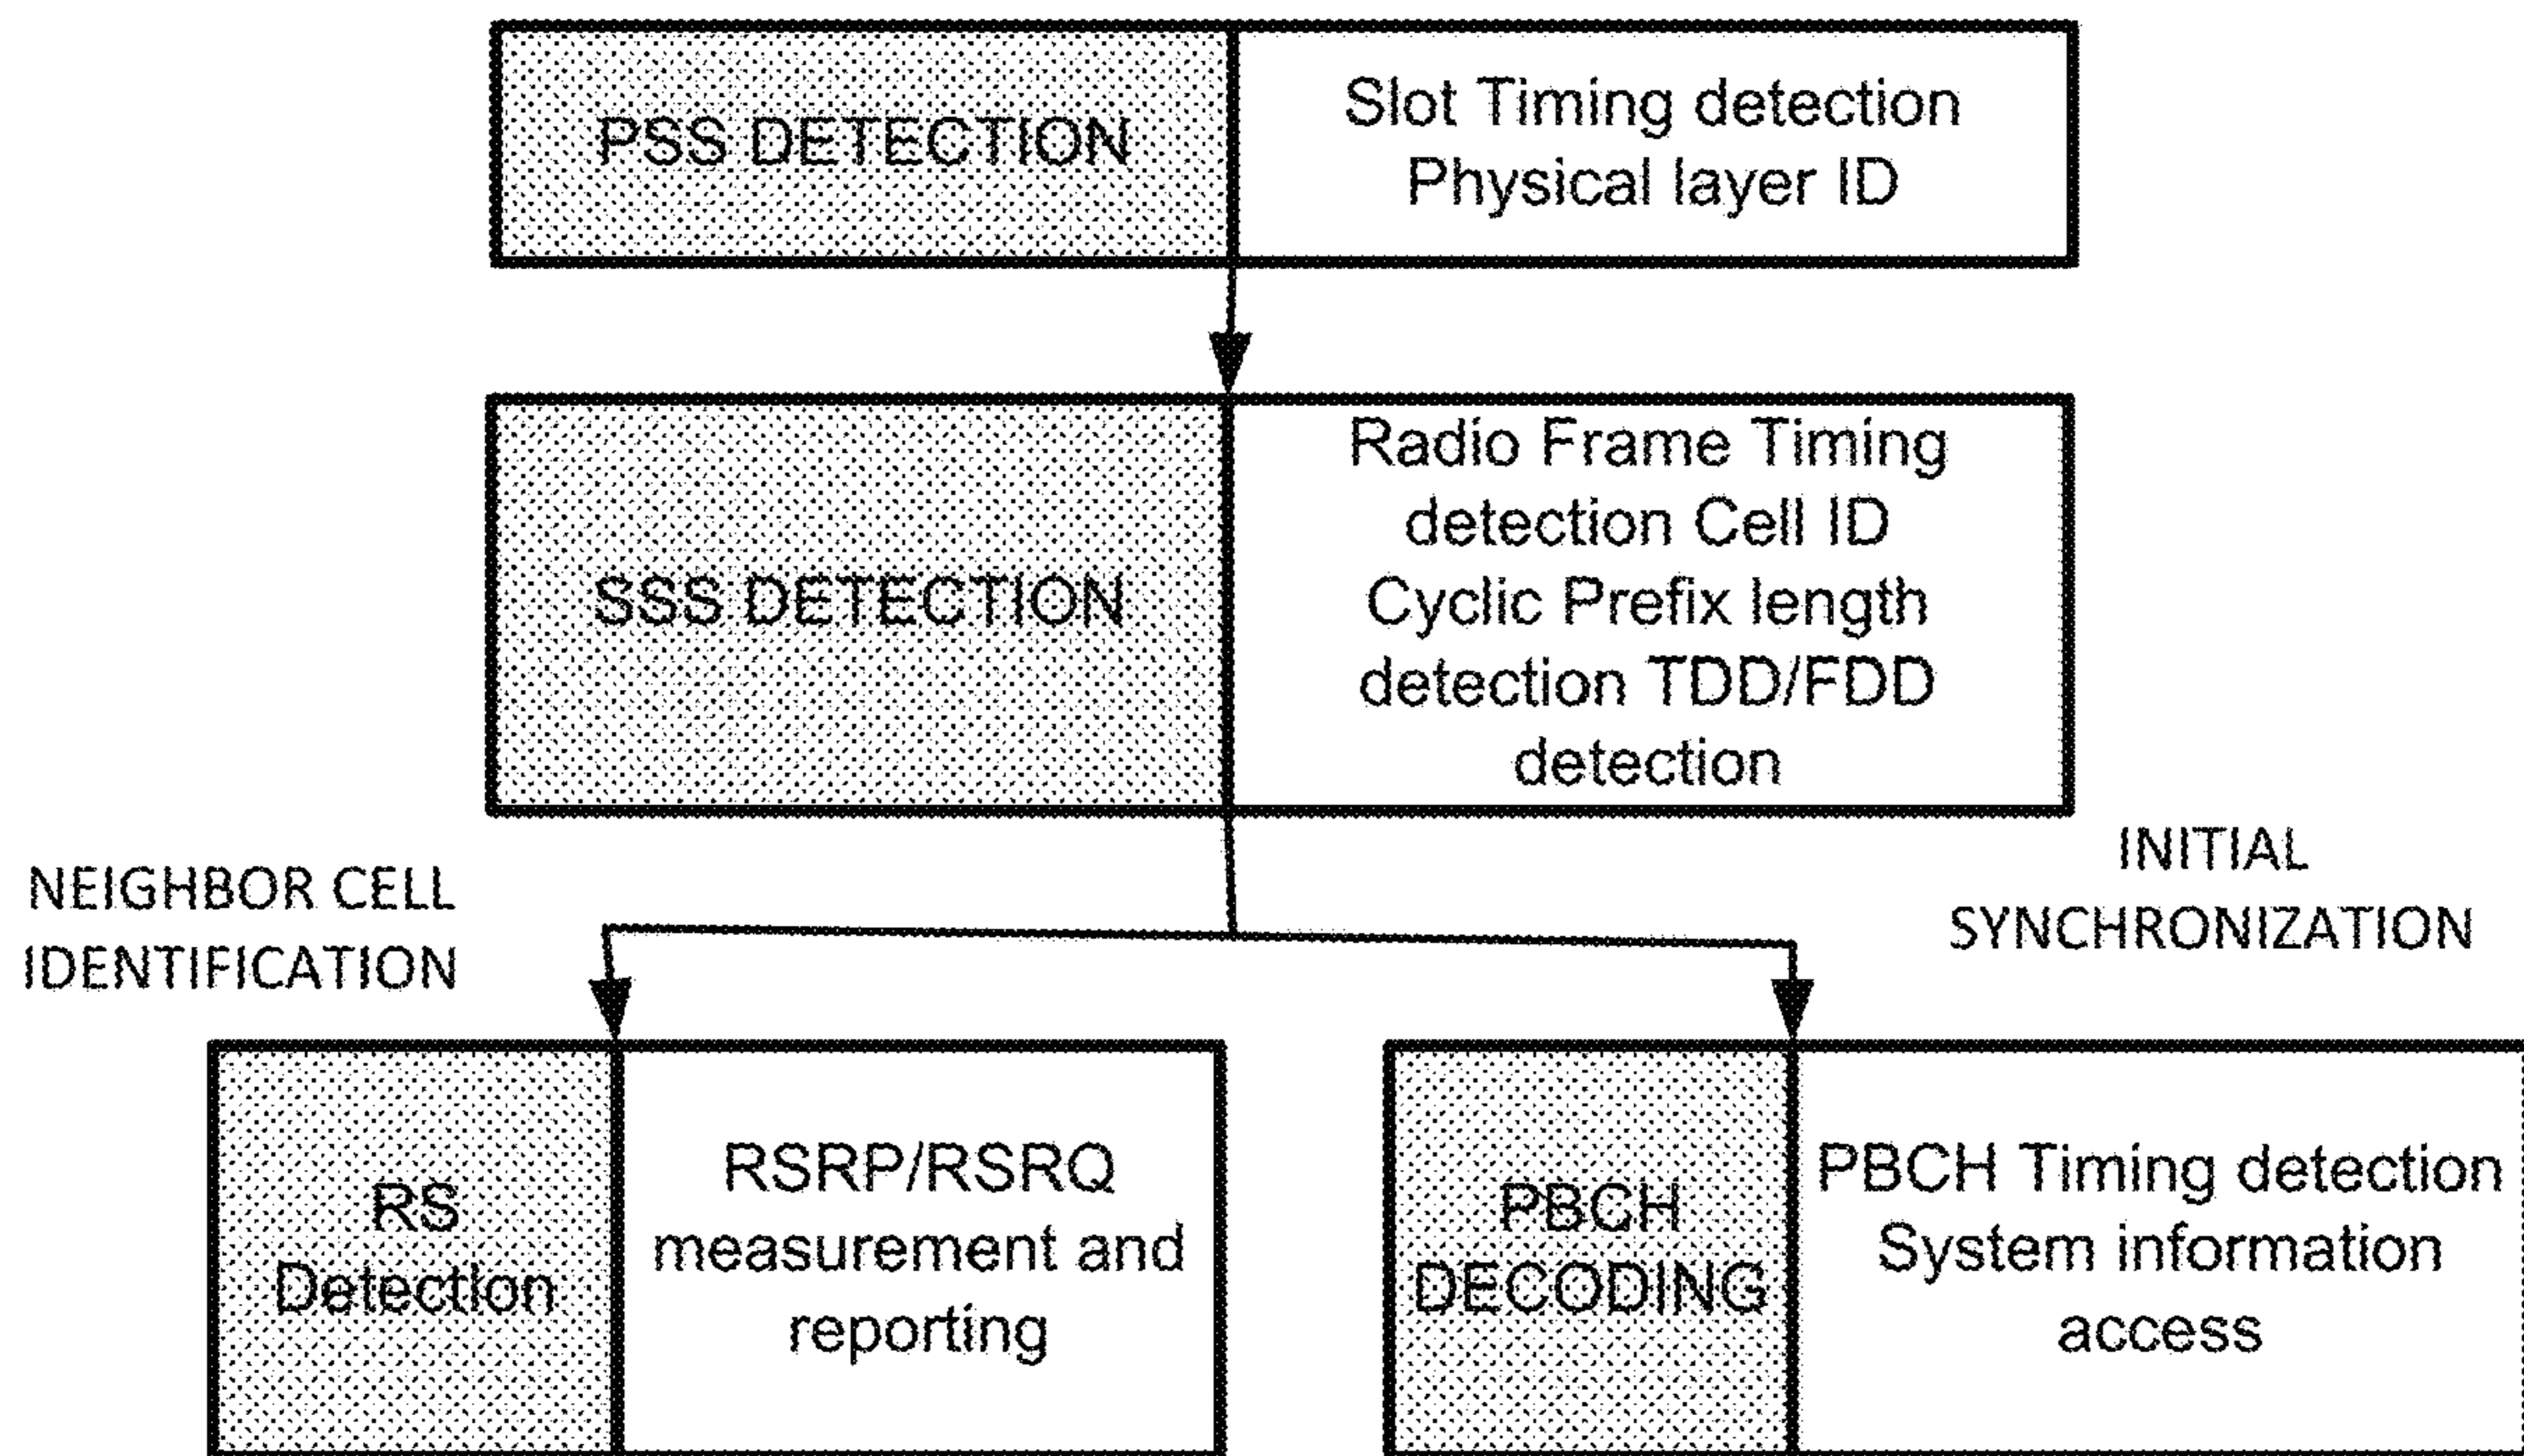 PSS DETECTION
Slot Timing detection
Physical layer ID
SSS DETECTION
Radio Frame Timing
detection Cell ID
Cyclic Prefix length
detection TDD/FDD
detection
NEIGHBOR CELL
IDENTIFICATION
INITIAL
SYNCHRONIZATION
RS
Detection
RSRP/RSRQ
measurement and
reporting
PBCH
DECODING
PBCH Timing detection
System information
access